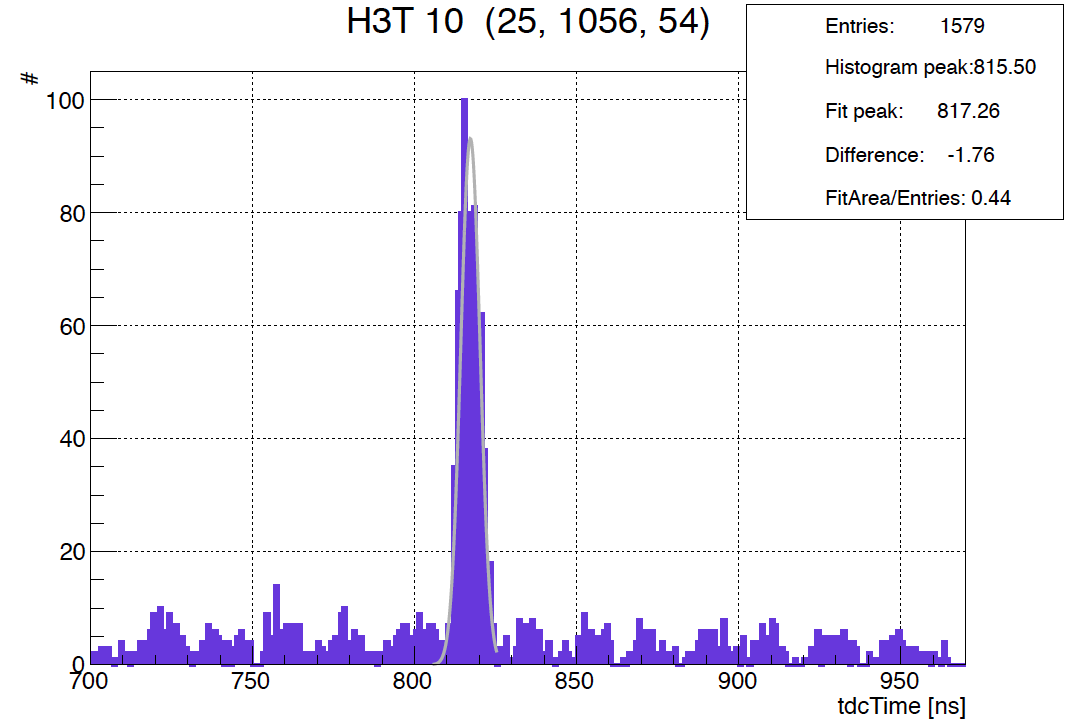 H3T 10 (25, 1056, 54)
Entries: 1579
Histogram peak:815.50
Fit peak: 817.26
Difference: -1.76
FitArea/Entries: 0.44
#
100
80
60
40
20
0
700 750 800 850 900 950
tdcTime [ns]